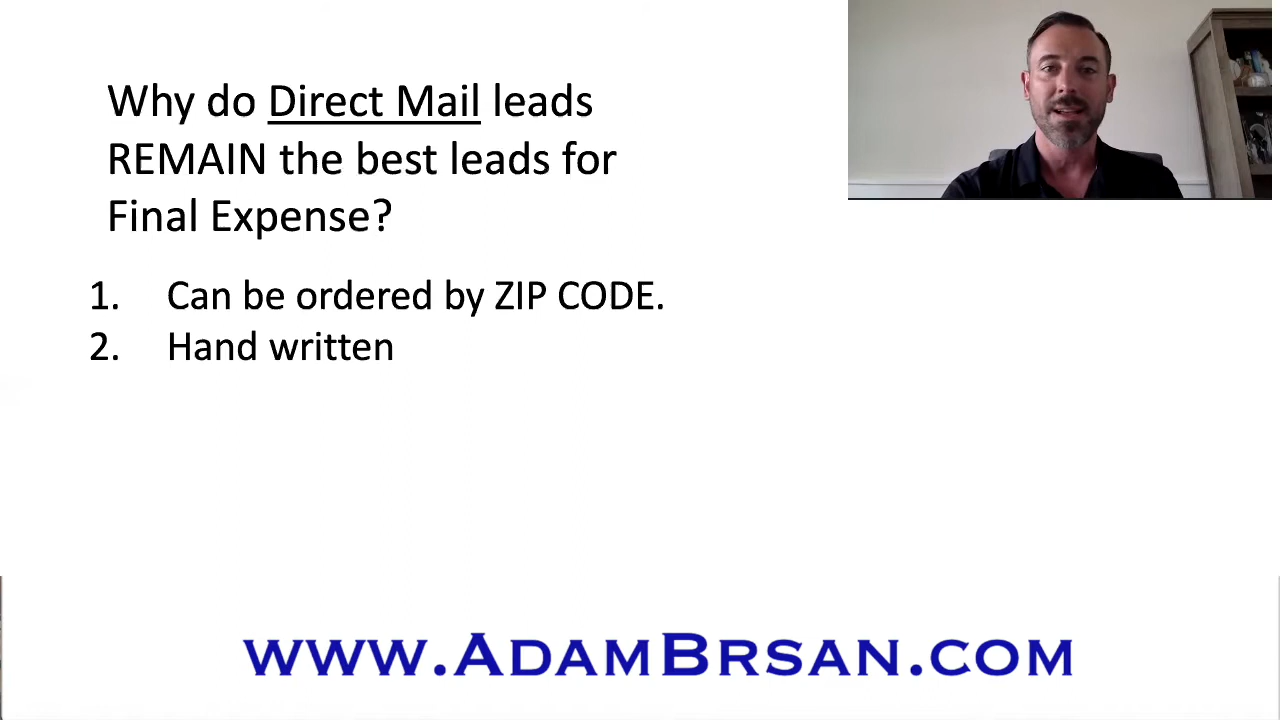 Why do Direct Mail leads
REMAIN the best leads for
Final Expense?
1. Can be ordered by ZIP CODE.
2. Hand written
www.AdamBrsan.com